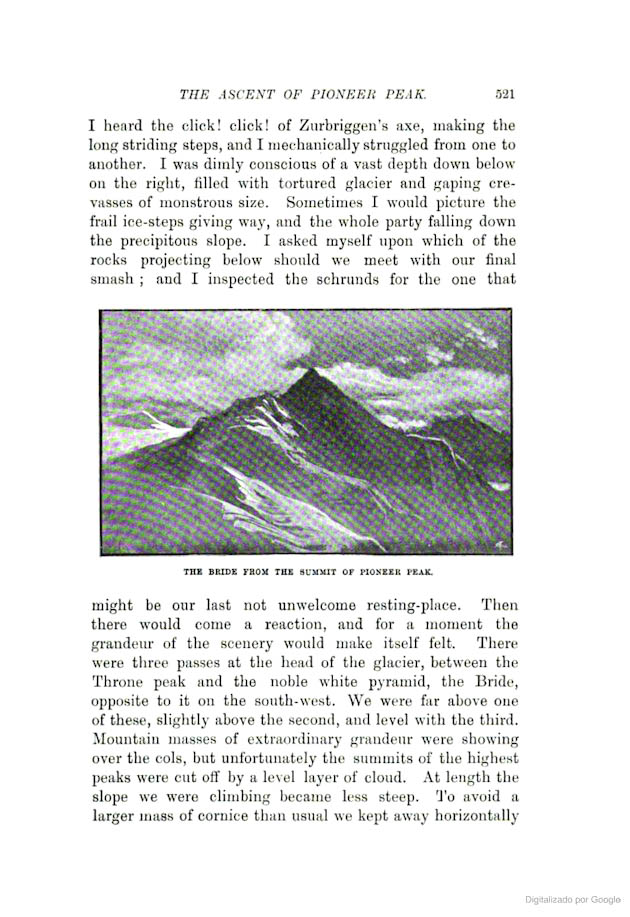 THE ASCENT OF PIONEER PEAK. 521
I heard the click! click! of Zurbriggen's axe, making the
long striding steps, and I mechanically struggled from one to
another. I was dimly conscious of a vast depth down below
on the right, filled with tortured glacier and gaping cre-
vasses of monstrous size. Sometimes I would picture the
frail ice-steps giving way, and the whole party falling down
the precipitous slope. I asked myself upon which of the
rocks projecting below should we meet with our final
smash ; and I inspected the schrunds for the one that
THE BRIDE FROM THE SUMMIT OF PIONEER PEAK.
might be our last not unwelcome resting-place. Then
there would come a reaction, and for a moment the
grandeur of the scenery would make itself felt. There
were three passes at the head of the glacier, between the
Throne peak and the noble white pyramid, the Bride,
opposite to it on the south-west. We were far above one
of these, slightly above the second, and level with the third.
Mountain masses of extraordinary grandeur were showing
over the cols, but unfortunately the summits of the highest
peaks were cut off by a level layer of cloud. At length the
slope we were climbing became less steep. To avoid a
larger mass of cornice than usual we kept away horizontally
Digitalizado por Google